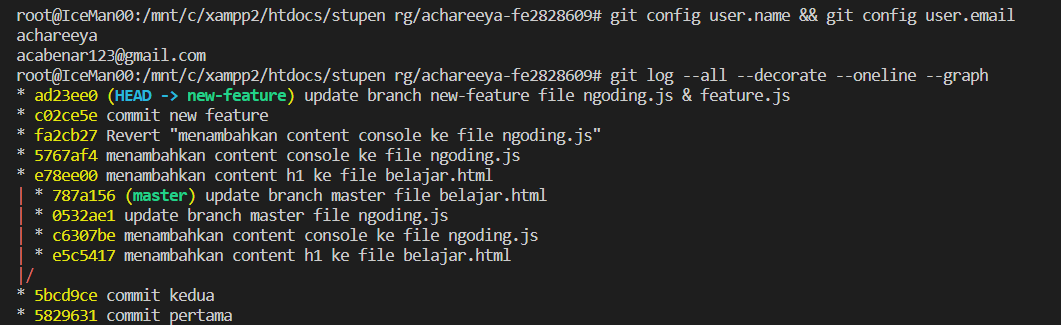 root@IceMan00:/mnt/c/xampp2/htdocs/stupen rg/achareeya-fe2828609# git config user.name && git config user.email
achareeya
acabenar123@gmail.com
root@IceMan00:/mnt/c/xampp2/htdocs/stupen rg/achareeya-fe2828609# git log --all --decorate --oneline --graph
* ad23ee0 (HEAD -> new-feature) update branch new-feature file ngoding.js & feature.js
* c02ce5e commit new feature
* fa2cb27 Revert "menambahkan content console ke file ngoding.js"
* 5767af4 menambahkan content console ke file ngoding.js
* e78ee00 menambahkan content h1 ke file belajar.html
| * 787a156 (master) update branch master file belajar.html
| * 0532ae1 update branch master file ngoding.js
| * c6307be menambahkan content console ke file ngoding.js
| * e5c5417 menambahkan content h1 ke file belajar.html
|/
* 5bcd9ce commit kedua
* 5829631 commit pertama